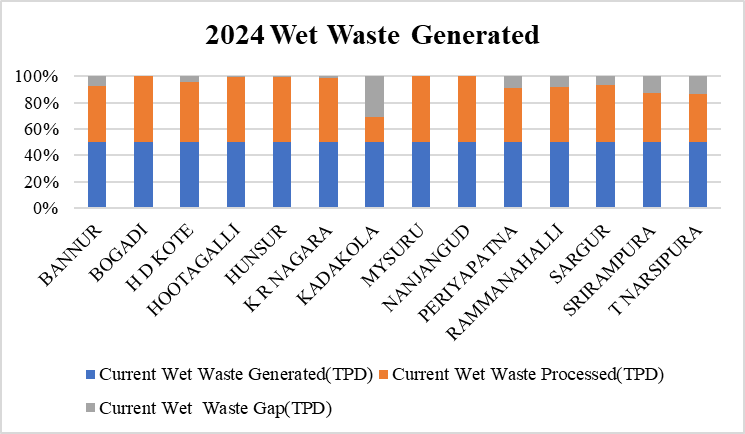 2024 Wet Waste Generated
100%
80%
60%
40%
20%
0%
BANNUR
BOGADI
H D KOTE
HOOTAGALLI
HUNSUR
K R NAGARA
KADAKOLA
MYSURU
NANJANGUD
PERIYAPATNA
RAMMANAHALLI
SARGUR
SRIRAMPURA
T NARSIPURA
Current Wet Waste Generated(TPD)
Current Wet Waste Processed(TPD)
Current Wet  Waste Gap(TPD)